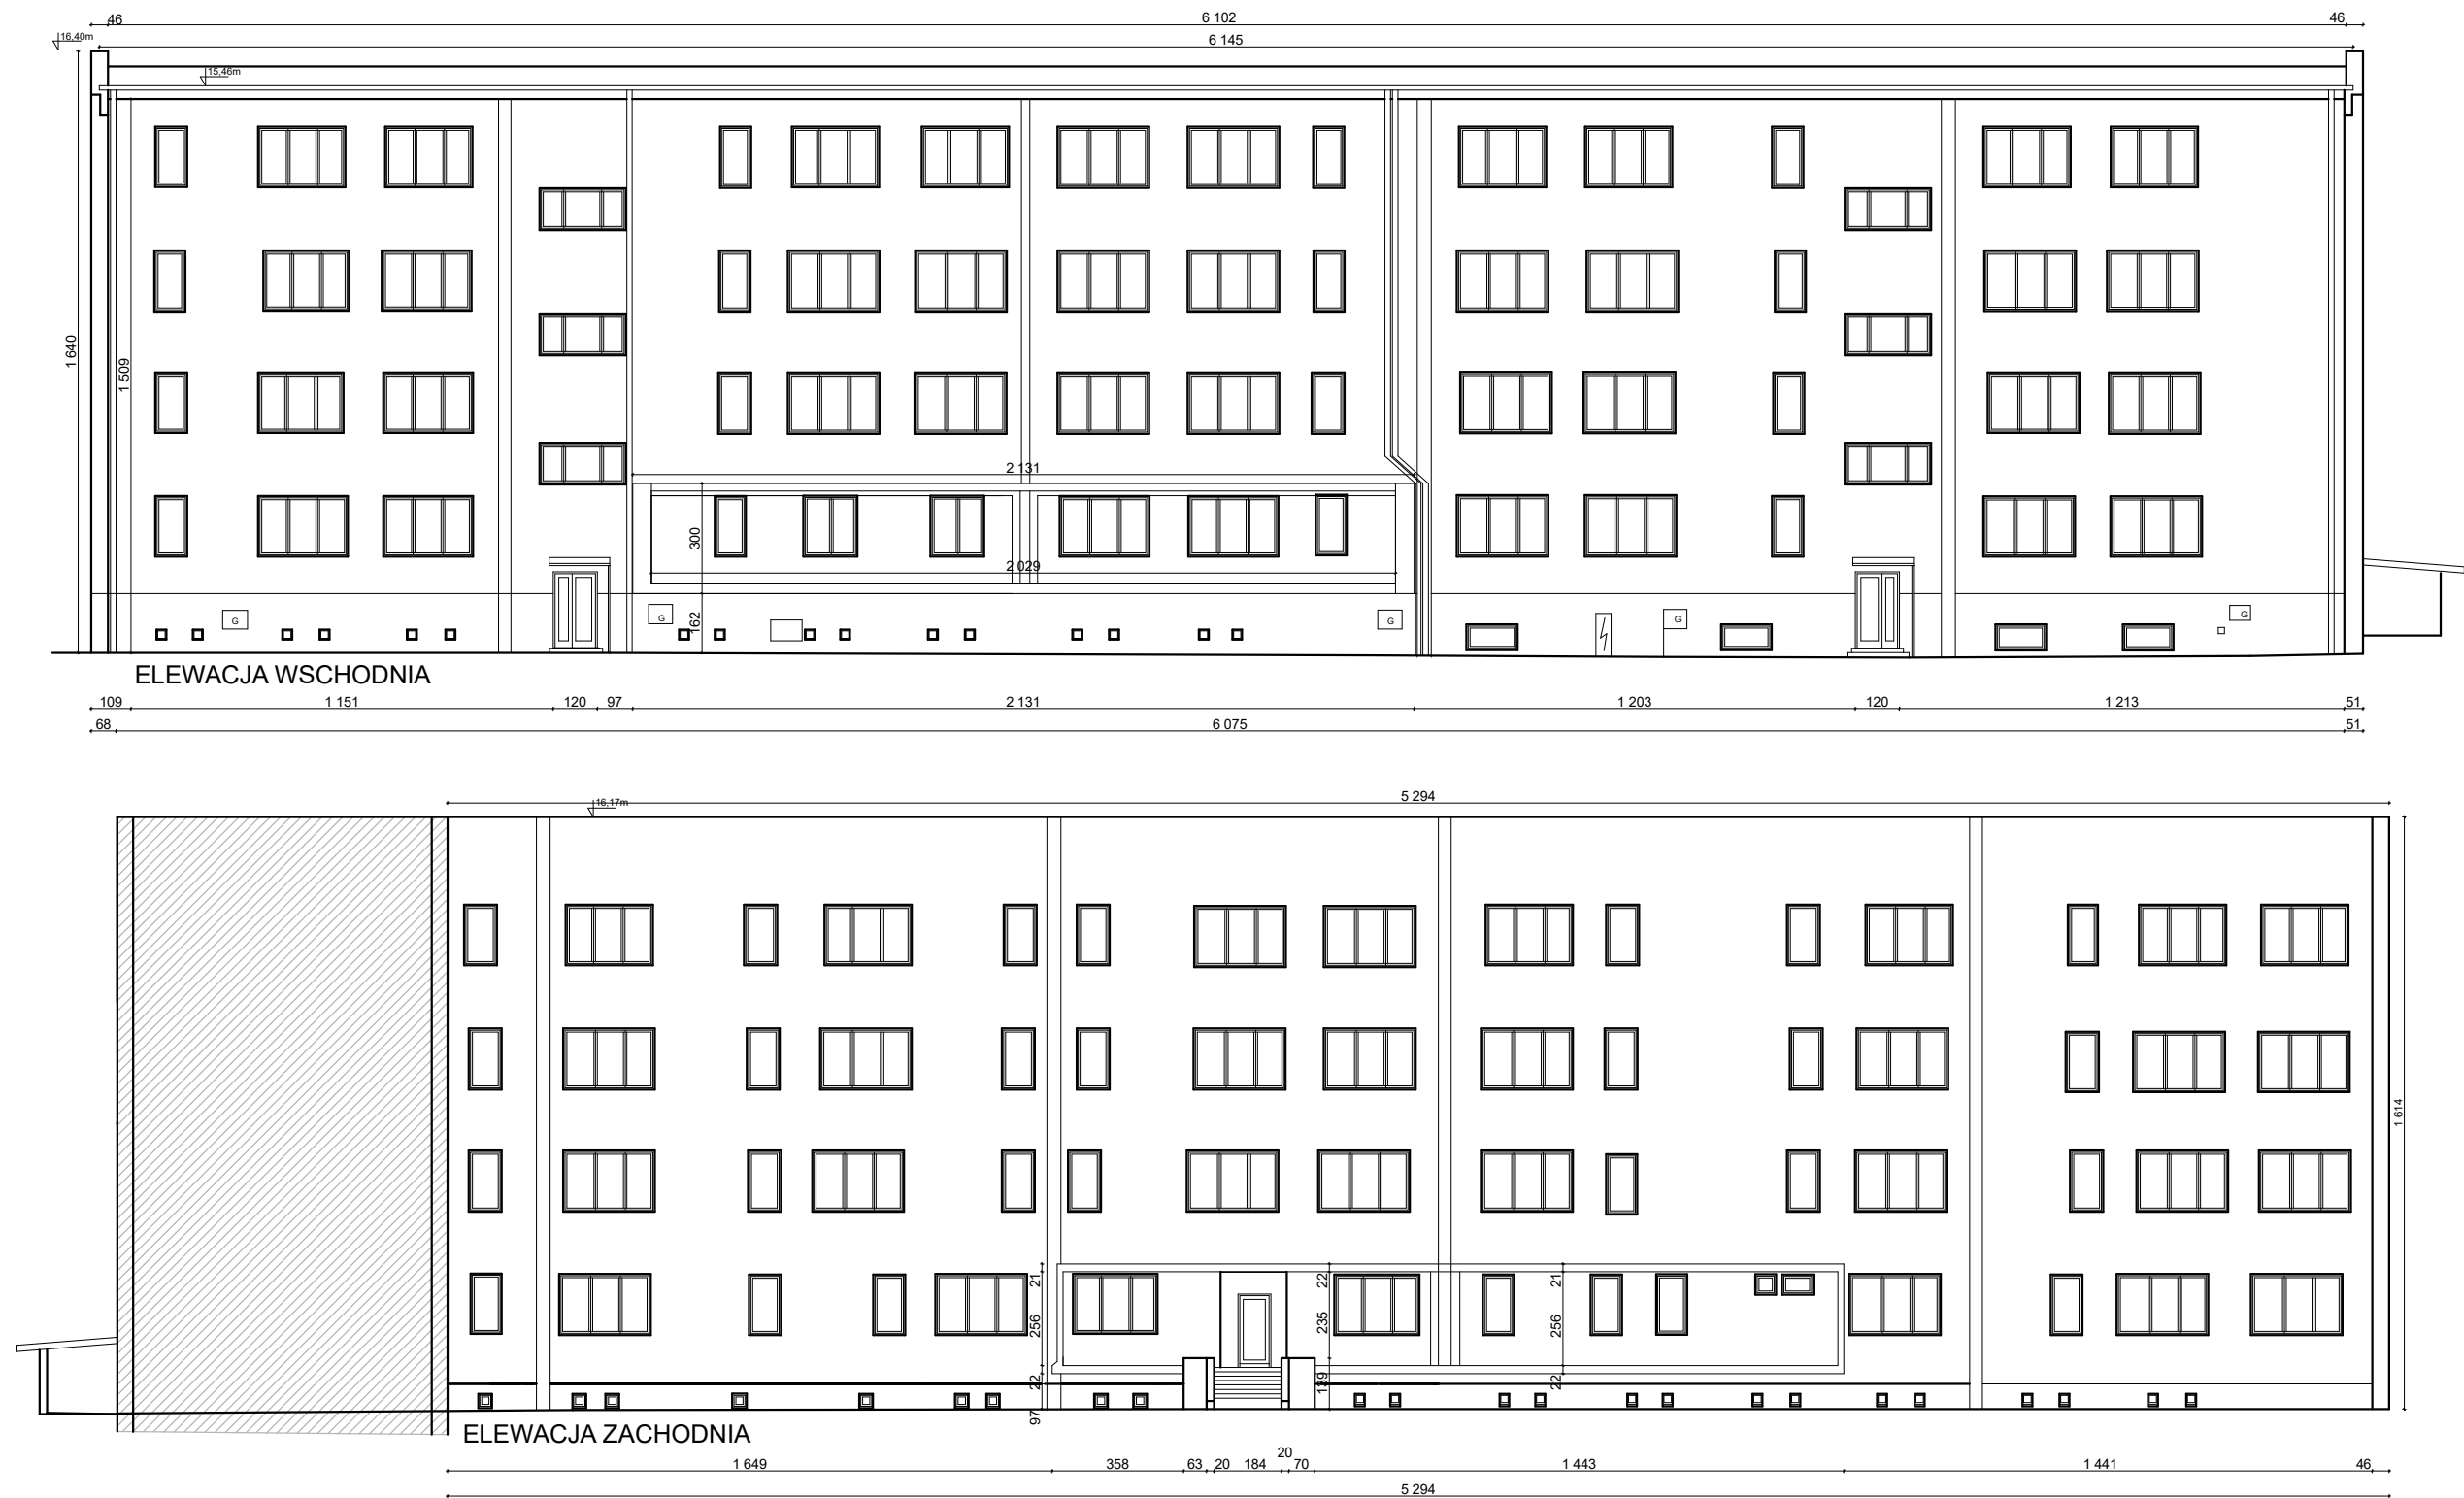 46 6 102 46
16,40m
6 145
15,46m
1 640
1 509
2 131
300
2 029
162
G
G
G
G
G
ELEWACJA WSCHODNIA
109 1 151 120 97 2 131 1 203 120 1 213 51
68 6 075 51
5 294
16,17m
1 614
21 22 21
256 235 256
22 139 22
97
ELEWACJA ZACHODNIA
20
1 649 358 63 20 184 70 1 443 1 441 46
5 294